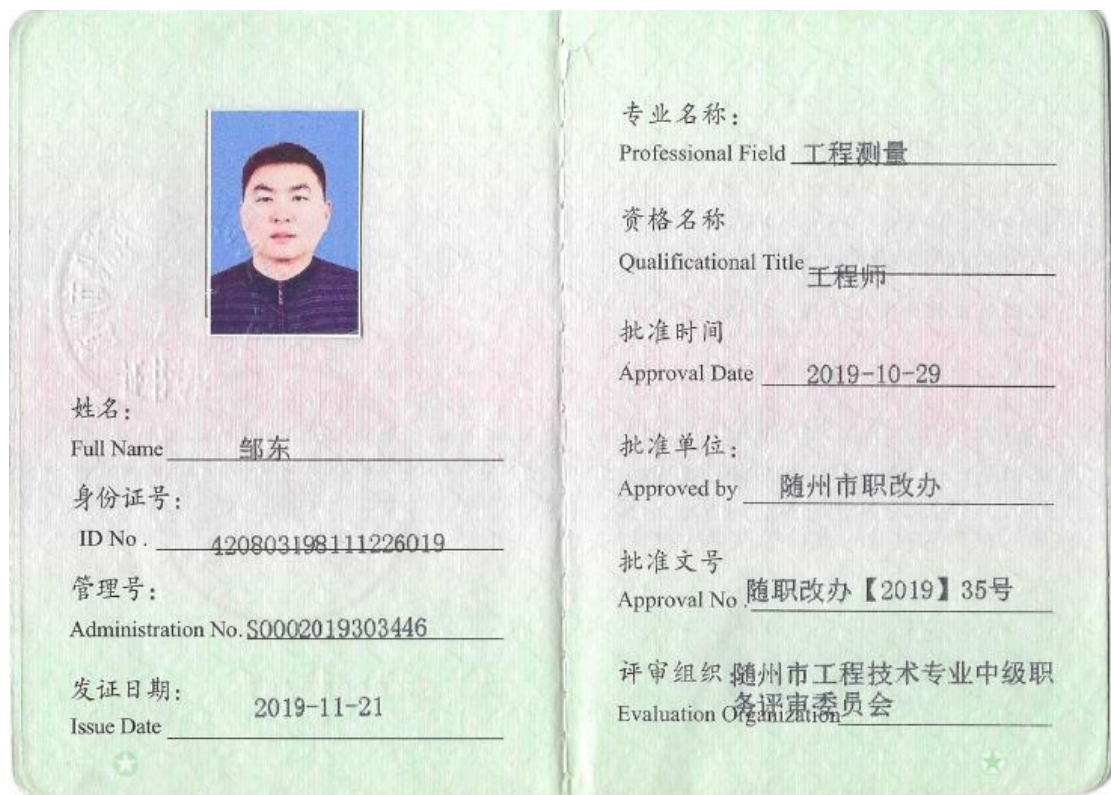 姓名：
Full Name 邹东
身份证号：
ID No . 420803198111226019
管理号：
Administration No. S0002019303446
发证日期：
Issue Date 2019-11-21
专业名称：
Professional Field 工程测量
资格名称
Qualificational Title 工程师
批准时间
Approval Date 2019-10-29
批准单位：
Approved by 随州市职改办
批准文号
Approval No . 随职改办【2019】35号
评审组织：随州市工程技术专业中级职
Evaluation Organization 务评审委员会